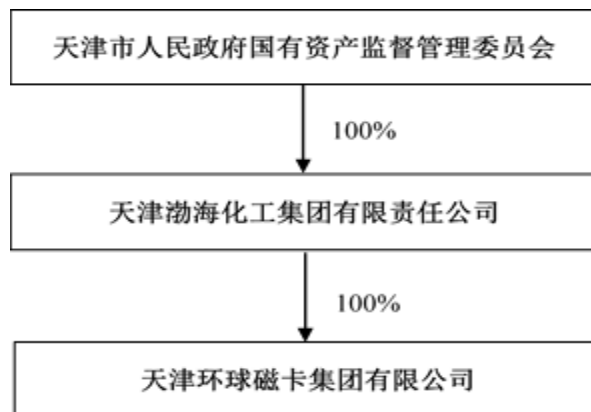 天津市人民政府国有资产监督管理委员会
100%
天津渤海化工集团有限责任公司
100%
天津环球磁卡集团有限公司